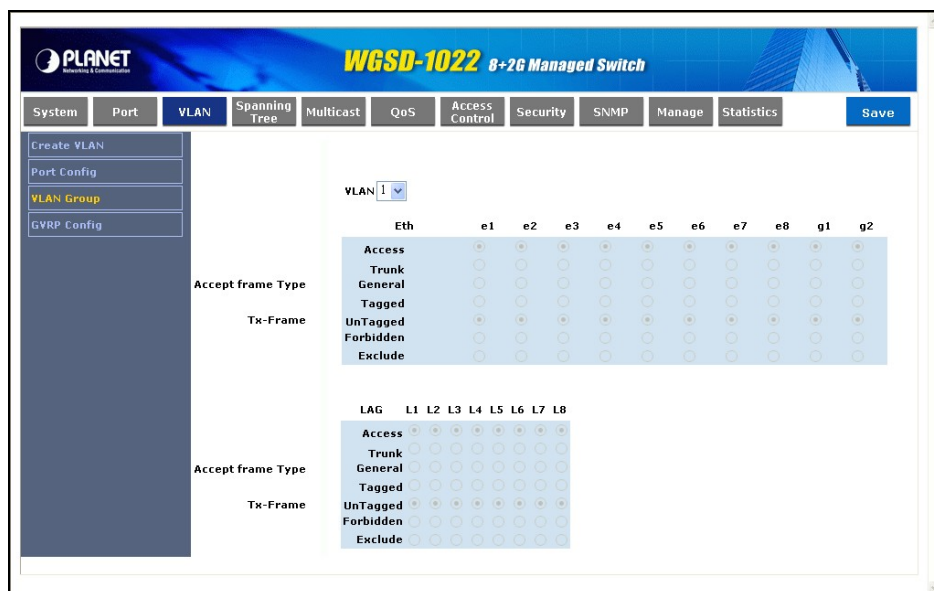 PLANET
Networking & Communication
WGSD-1022 8+2G Managed Switch
System Port VLAN Spanning Tree Multicast QoS Access Control Security SNMP Manage Statistics Save
Create VLAN
Port Config
VLAN Group
GVRP Config
VLAN 1
Eth e1 e2 e3 e4 e5 e6 e7 e8 g1 g2
Access
Trunk
Accept frame Type General
Tagged
Tx-Frame UnTagged
Forbidden
Exclude
LAG L1 L2 L3 L4 L5 L6 L7 L8
Access
Trunk
Accept frame Type General
Tagged
Tx-Frame UnTagged
Forbidden
Exclude